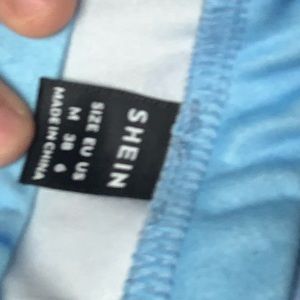 SHEIN
SIZE EU US
M 38 6
MADE IN CHINA